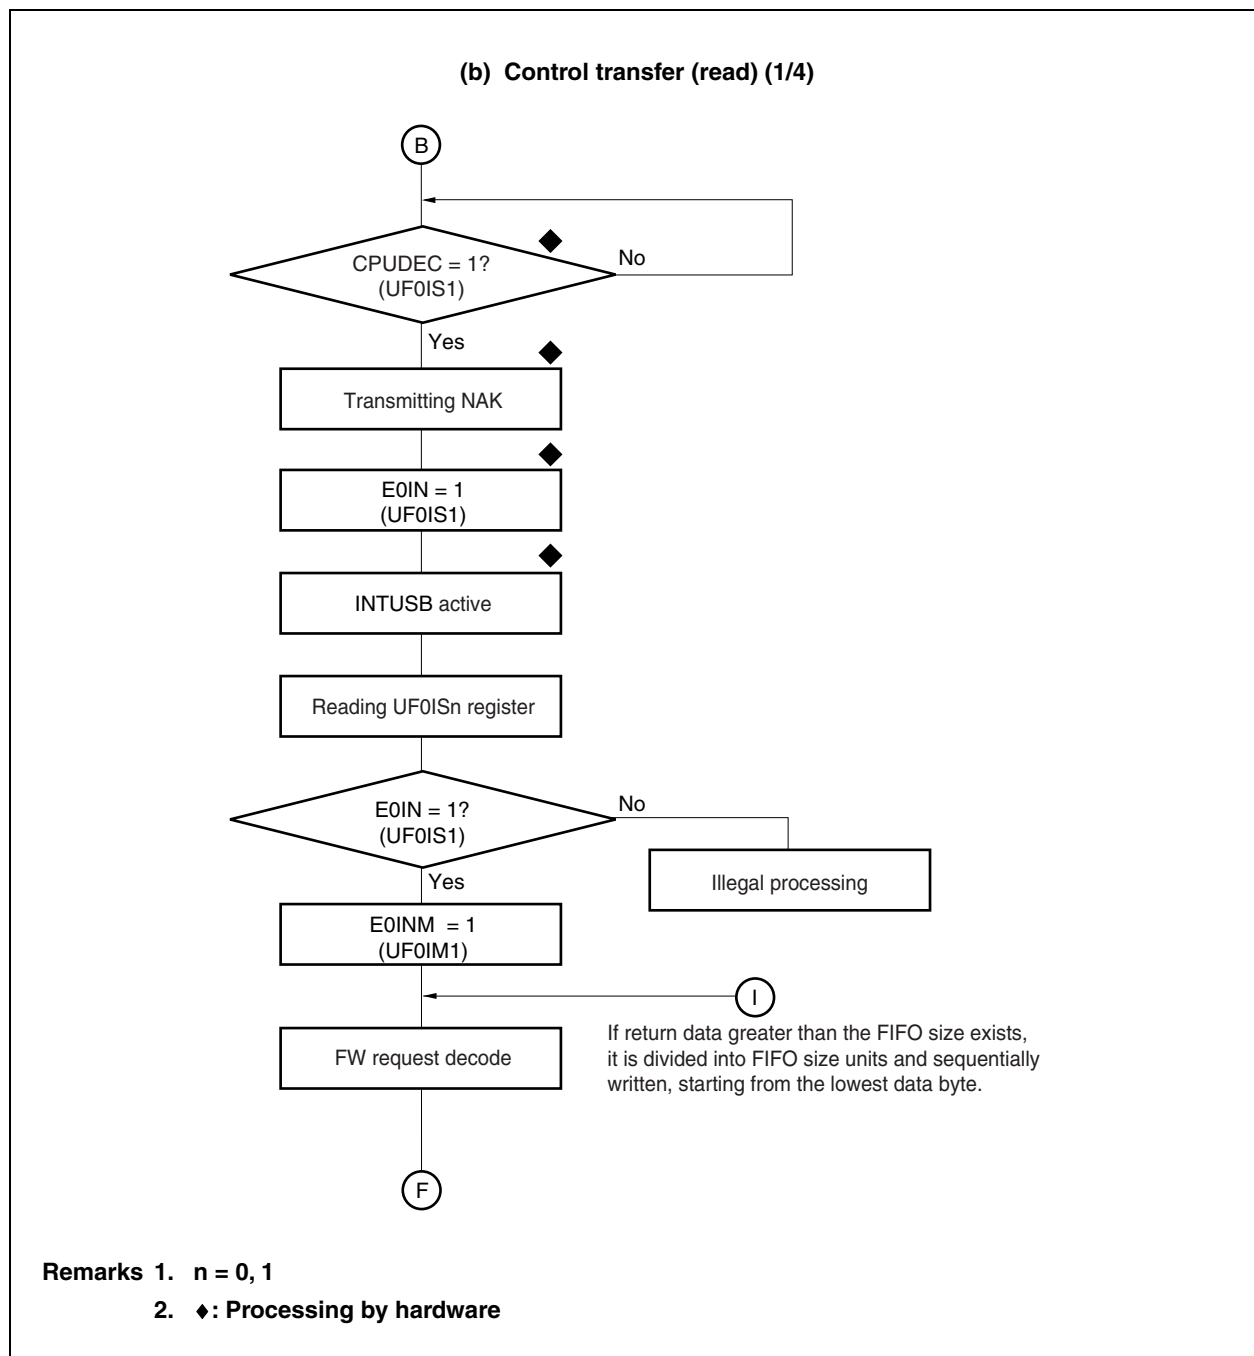 (b) Control transfer (read) (1/4)
B
CPUDEC = 1?
(UF0IS1)
No
Yes
Transmitting NAK
E0IN = 1
(UF0IS1)
INTUSB active
Reading UF0ISn register
E0IN = 1?
(UF0IS1)
No
Illegal processing
Yes
E0INM = 1
(UF0IM1)
I
If return data greater than the FIFO size exists,
it is divided into FIFO size units and sequentially
written, starting from the lowest data byte.
FW request decode
F
Remarks 1. n = 0, 1
2. ♦: Processing by hardware